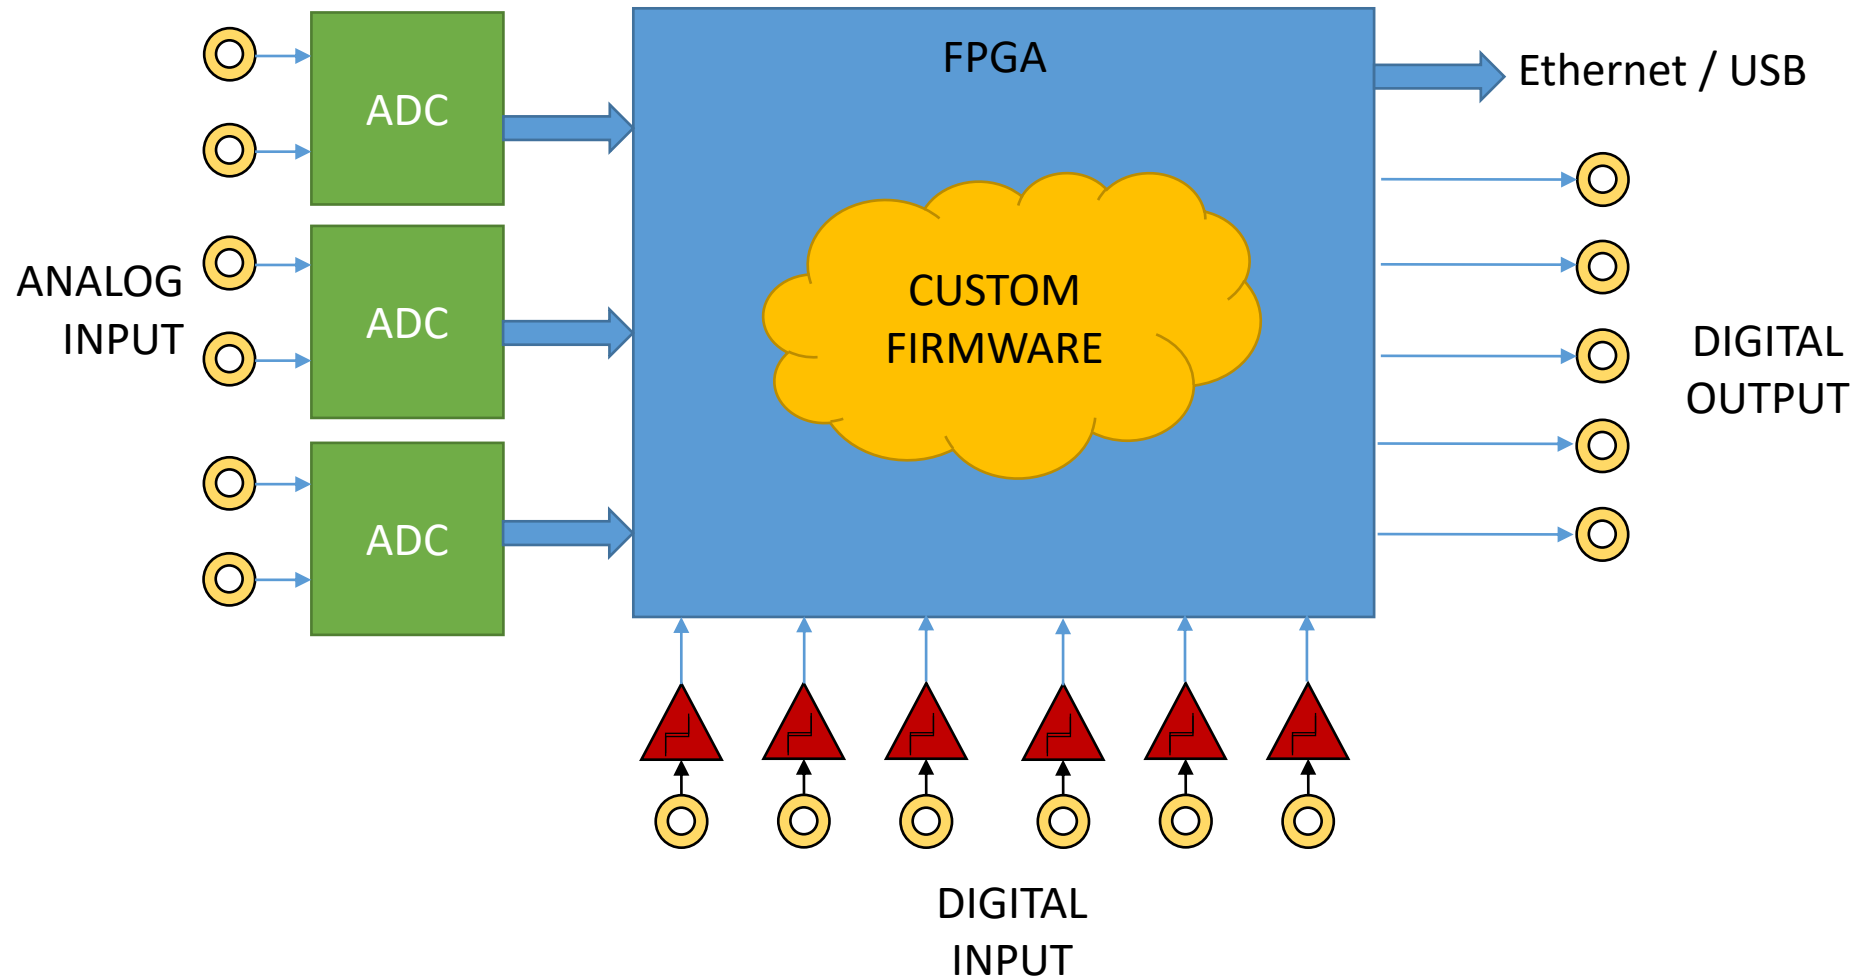 FPGA
Ethernet / USB
ADC
ANALOG
INPUT
ADC
CUSTOM
FIRMWARE
DIGITAL
OUTPUT
ADC
DIGITAL
INPUT